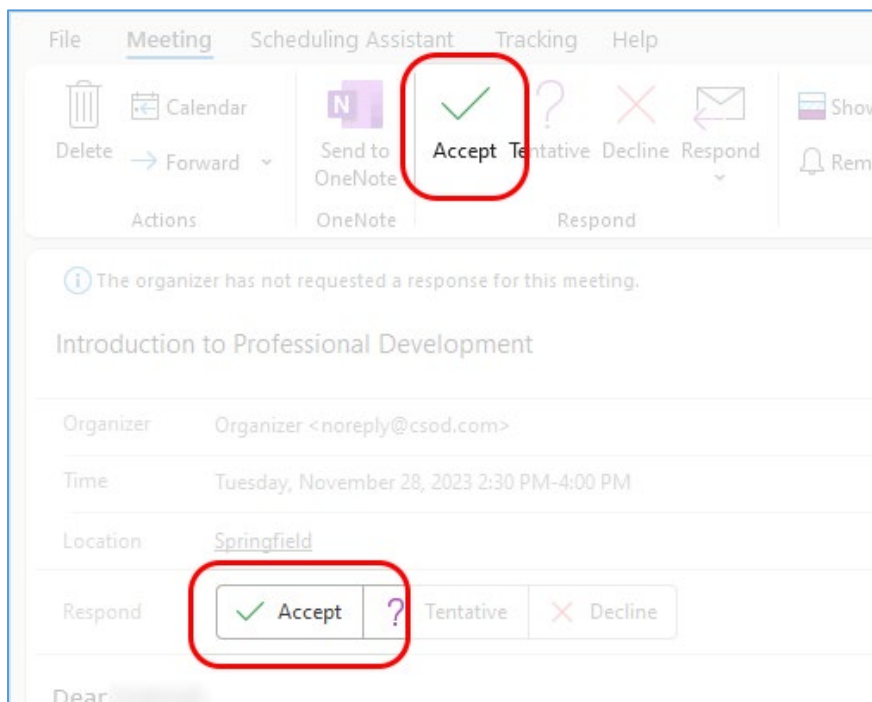 File Meeting Scheduling Assistant Tracking Help
Calendar Show
Delete Forward Send to OneNote Accept Tentative Decline Respond Rem
Actions OneNote Respond
The organizer has not requested a response for this meeting.
Introduction to Professional Development
Organizer Organizer <noreply@csod.com>
Time Tuesday, November 28, 2023 2:30 PM-4:00 PM
Location Springfield
Respond Accept Tentative Decline
Dear